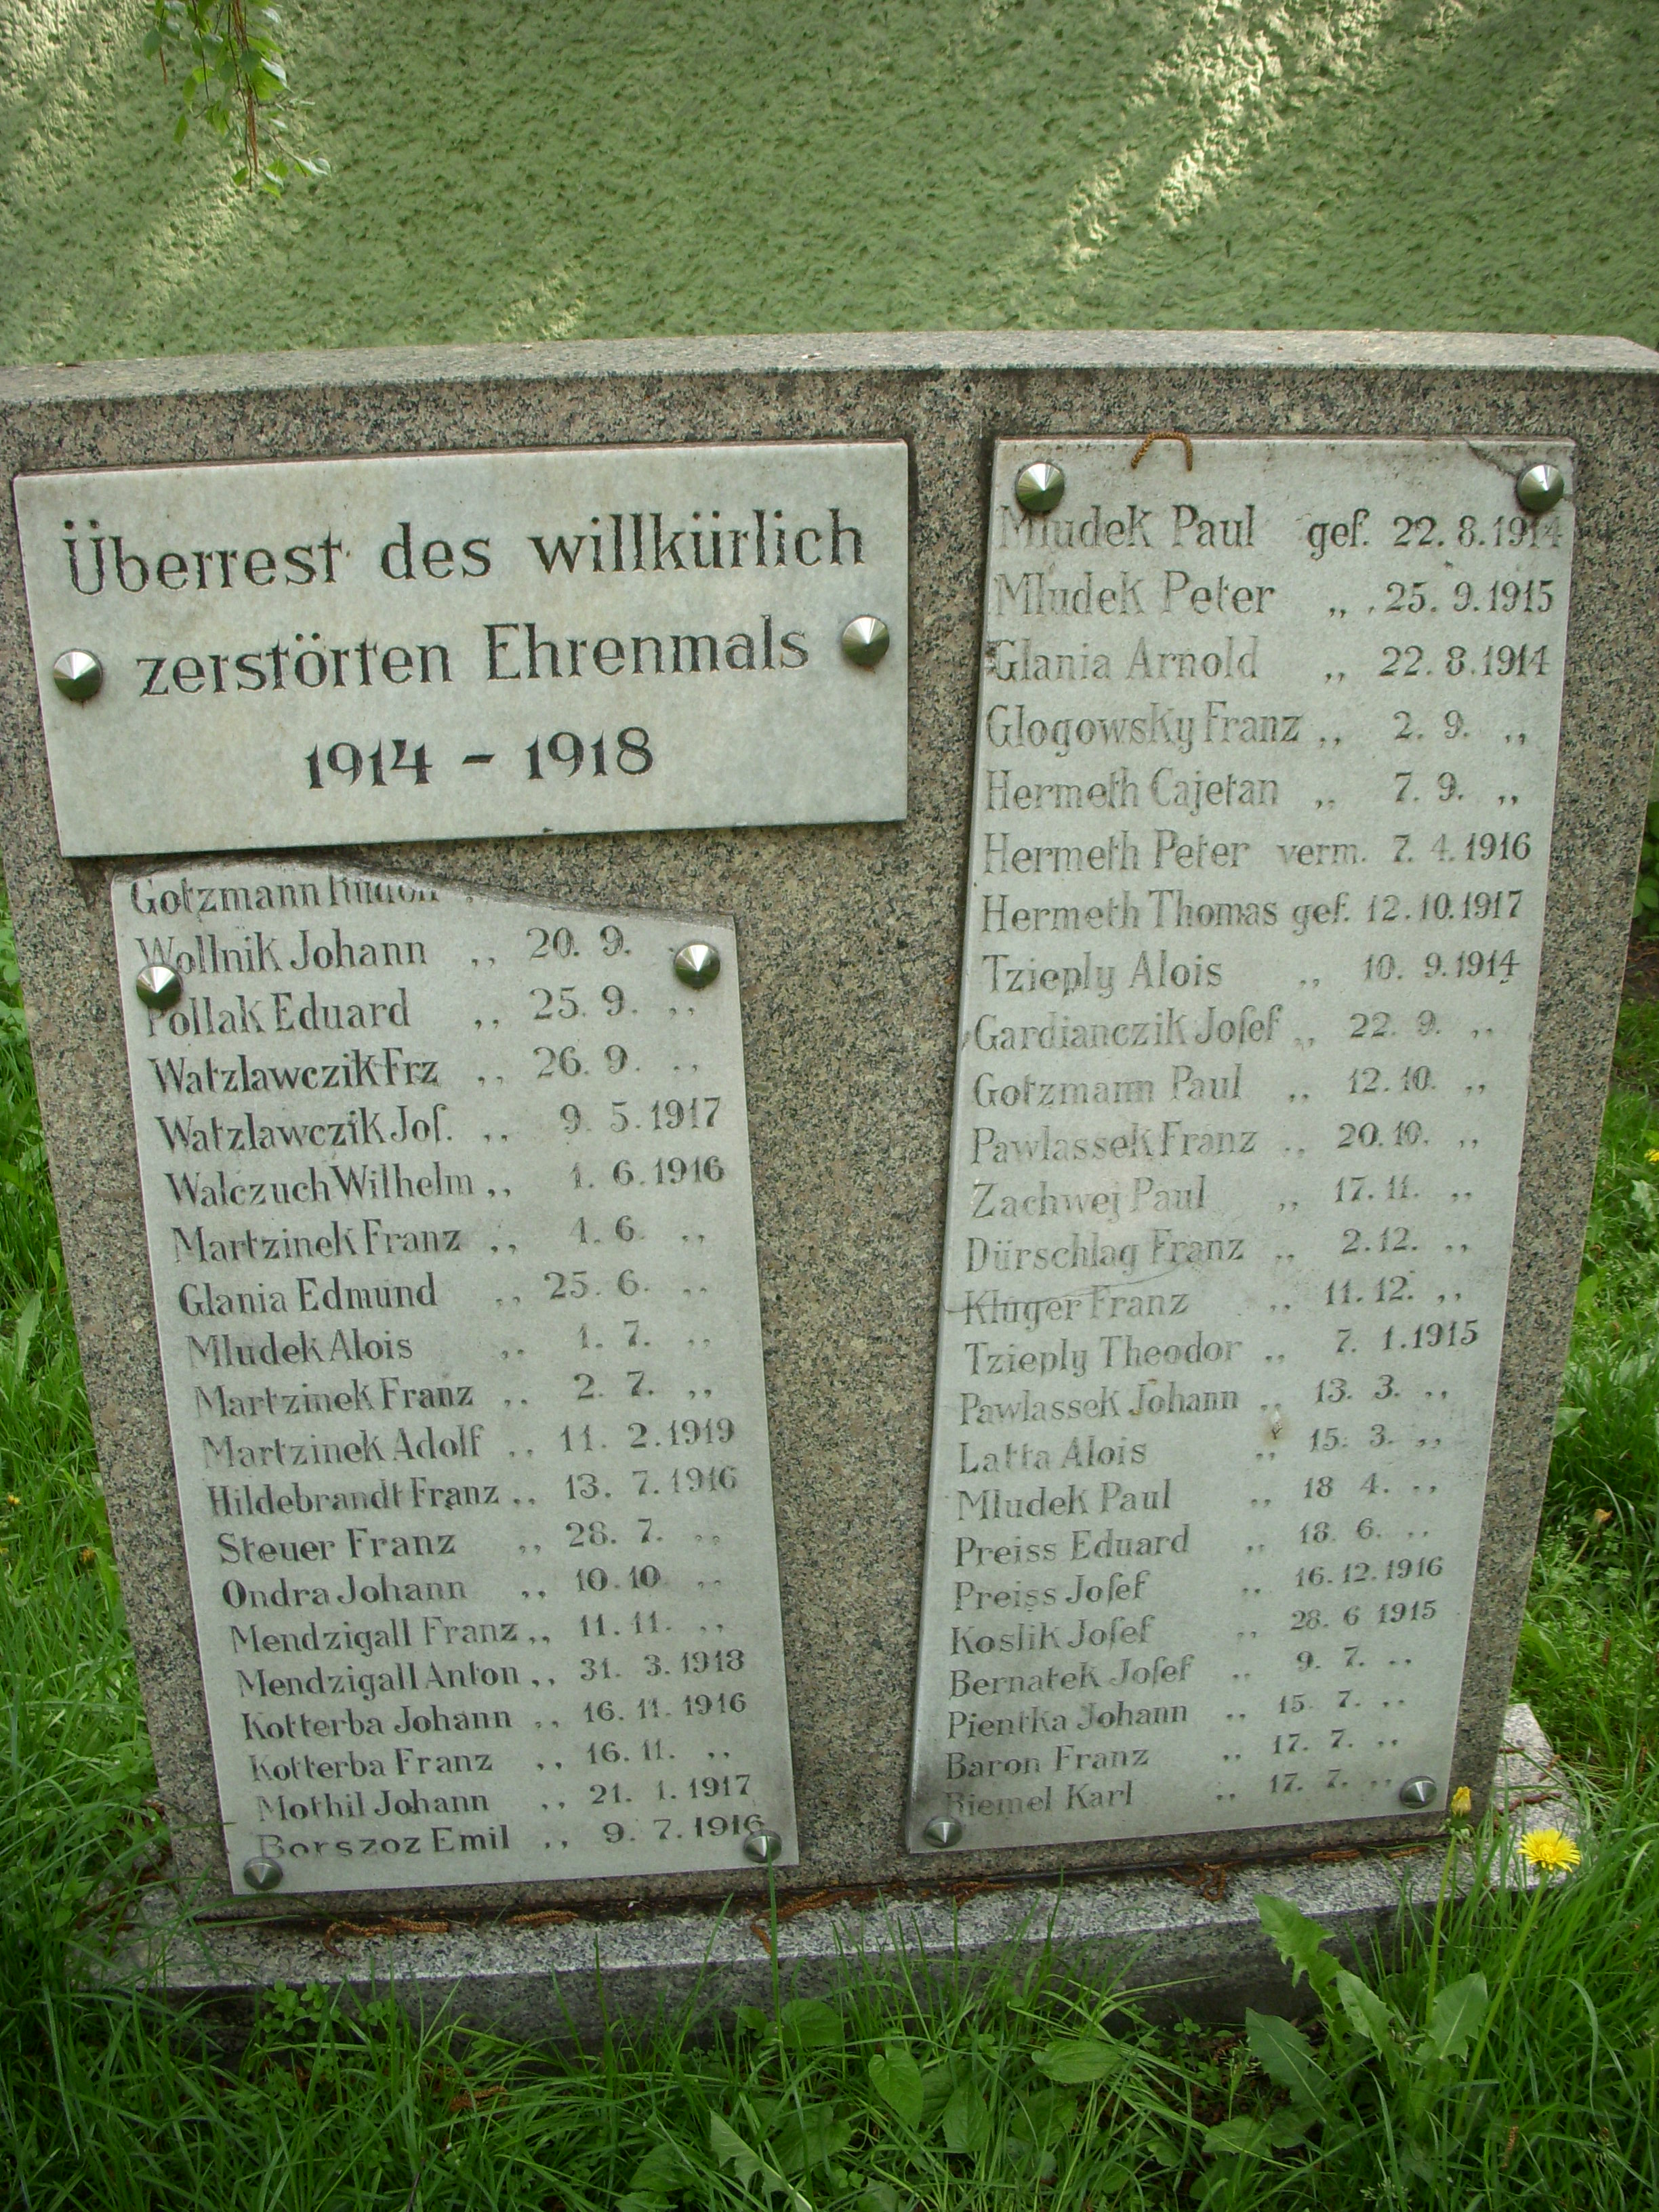 Überrest des willkürlich
zerstörten Ehrenmals
1914 - 1918
Gotzmann Rudolf ,,
Wollnik Johann ,, 20. 9.
Pollak Eduard ,, 25. 9. ,,
Watzlawczik Frz ,, 26. 9. ,,
Watzlawczik Jos. ,, 9. 5. 1917
Walczuch Wilhelm ,, 1. 6. 1916
Martzinek Franz ,, 1. 6. ,,
Glania Edmund ,, 25. 6. ,,
Mludek Alois ,, 1. 7. ,,
Martzinek Franz ,, 2. 7. ,,
Martzinek Adolf ,, 11. 2. 1919
Hildebrandt Franz ,, 13. 7. 1916
Steuer Franz ,, 28. 7. ,,
Ondra Johann ,, 10. 10. ,,
Mendzigall Franz ,, 11. 11. ,,
Mendzigall Anton ,, 31. 3. 1918
Kotterba Johann ,, 16. 11. 1916
Kotterba Franz ,, 16. 11. ,,
Mothil Johann ,, 21. 1. 1917
Borszoz Emil ,, 9. 7. 1916
Mludek Paul gef. 22. 8. 1914
Mludek Peter ,, 25. 9. 1915
Glania Arnold ,, 22. 8. 1914
Glogowsky Franz ,, 2. 9. ,,
Hermeth Cajetan ,, 7. 9. ,,
Hermeth Peter verm. 7. 4. 1916
Hermeth Thomas gef. 12. 10. 1917
Tzieply Alois ,, 10. 9. 1914
Gardianczik Joſef ,, 22. 9. ,,
Gotzmann Paul ,, 12. 10. ,,
Pawlassek Franz ,, 20. 10. ,,
Zachwej Paul ,, 17. 11. ,,
Dürschlag Franz ,, 2. 12. ,,
Kluger Franz ,, 11. 12. ,,
Tzieply Theodor ,, 7. 1. 1915
Pawlassek Johann ,, 13. 3. ,,
Latta Alois ,, 15. 3. ,,
Mludek Paul ,, 18 4. ,,
Preiss Eduard ,, 18. 6. ,,
Preiss Joſef ,, 16. 12. 1916
Koslik Joſef ,, 28. 6 1915
Bernatek Joſef ,, 9. 7. ,,
Pientka Johann ,, 15. 7. ,,
Baron Franz ,, 17. 7. ,,
Riemel Karl ,, 17. 7. ,,